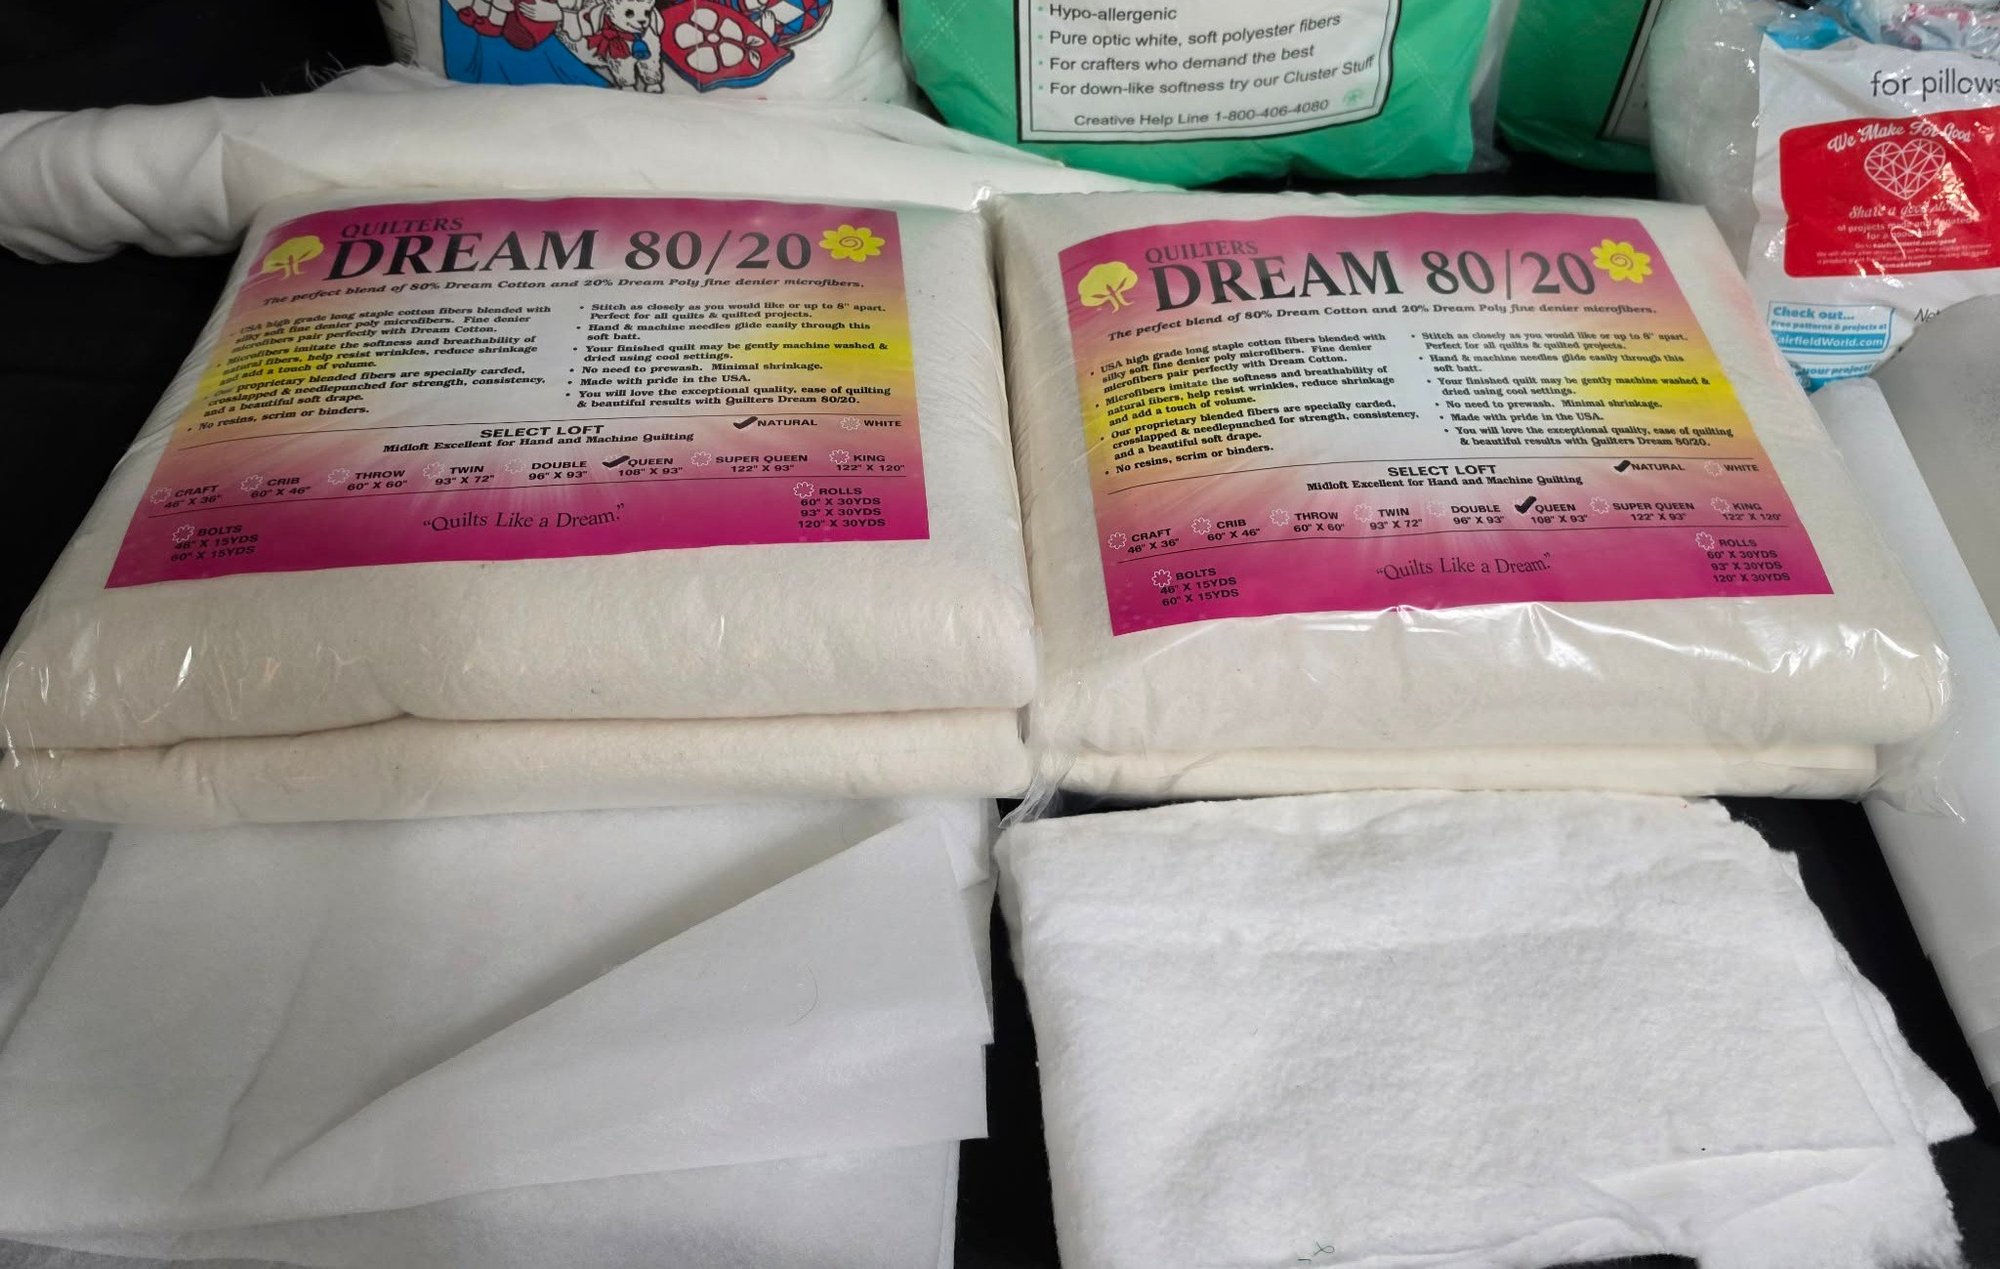 Hypo-allergenic
Pure optic white, soft polyester fibers
For crafters who demand the best
For down-like softness try our Cluster Stuff
Creative Help Line 1-800-406-4080
for pillows
We Make For Good
Share a good
of projects made and donated
for a good
Check out...
Free patterns & projects at
fairfieldWorld.com
your project!
QUILTERS
DREAM 80/20
The perfect blend of 80% Dream Cotton and 20% Dream Poly fine denier microfibers.
• USA high grade long staple cotton fibers blended with
silky soft fine denier poly microfibers. Fine denier
microfibers pair perfectly with Dream Cotton.
• Microfibers imitate the softness and breathability of
natural fibers, help resist wrinkles, reduce shrinkage
and add a touch of volume.
• Our proprietary blended fibers are specially carded,
crosslapped & needlepunched for strength, consistency,
and a beautiful soft drape.
• No resins, scrim or binders.
• Stitch as closely as you would like or up to 8" apart.
Perfect for all quilts & quilted projects.
• Hand & machine needles glide easily through this
soft batt.
• Your finished quilt may be gently machine washed &
dried using cool settings.
• No need to prewash. Minimal shrinkage.
• Made with pride in the USA.
• You will love the exceptional quality, ease of quilting
& beautiful results with Quilters Dream 80/20.
SELECT LOFT
Midloft Excellent for Hand and Machine Quilting
NATURAL WHITE
CRAFT CRIB THROW TWIN DOUBLE QUEEN SUPER QUEEN KING
46" X 36" 60" X 46" 60" X 60" 93" X 72" 96" X 93" 108" X 93" 122" X 93" 122" X 120"
BOLTS
46" X 15YDS
60" X 15YDS
"Quilts Like a Dream."
ROLLS
60" X 30YDS
93" X 30YDS
120" X 30YDS
QUILTERS
DREAM 80/20
The perfect blend of 80% Dream Cotton and 20% Dream Poly fine denier microfibers.
• USA high grade long staple cotton fibers blended with
silky soft fine denier poly microfibers. Fine denier
microfibers pair perfectly with Dream Cotton.
• Microfibers imitate the softness and breathability of
natural fibers, help resist wrinkles, reduce shrinkage
and add a touch of volume.
• Our proprietary blended fibers are specially carded,
crosslapped & needlepunched for strength, consistency,
and a beautiful soft drape.
• No resins, scrim or binders.
• Stitch as closely as you would like or up to 8" apart.
Perfect for all quilts & quilted projects.
• Hand & machine needles glide easily through this
soft batt.
• Your finished quilt may be gently machine washed &
dried using cool settings.
• No need to prewash. Minimal shrinkage.
• Made with pride in the USA.
• You will love the exceptional quality, ease of quilting
& beautiful results with Quilters Dream 80/20.
SELECT LOFT
Midloft Excellent for Hand and Machine Quilting
NATURAL WHITE
CRAFT CRIB THROW TWIN DOUBLE QUEEN SUPER QUEEN KING
46" X 36" 60" X 46" 60" X 60" 93" X 72" 96" X 93" 108" X 93" 122" X 93" 122" X 120"
BOLTS
46" X 15YDS
60" X 15YDS
"Quilts Like a Dream."
ROLLS
60" X 30YDS
93" X 30YDS
120" X 30YDS